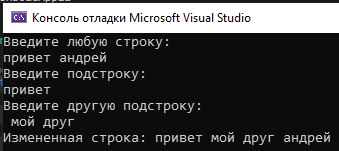 Консоль отладки Microsoft Visual Studio
Введите любую строку:
привет андрей
Введите подстроку:
привет
Введите другую подстроку:
 мой друг
Измененная строка: привет мой друг андрей